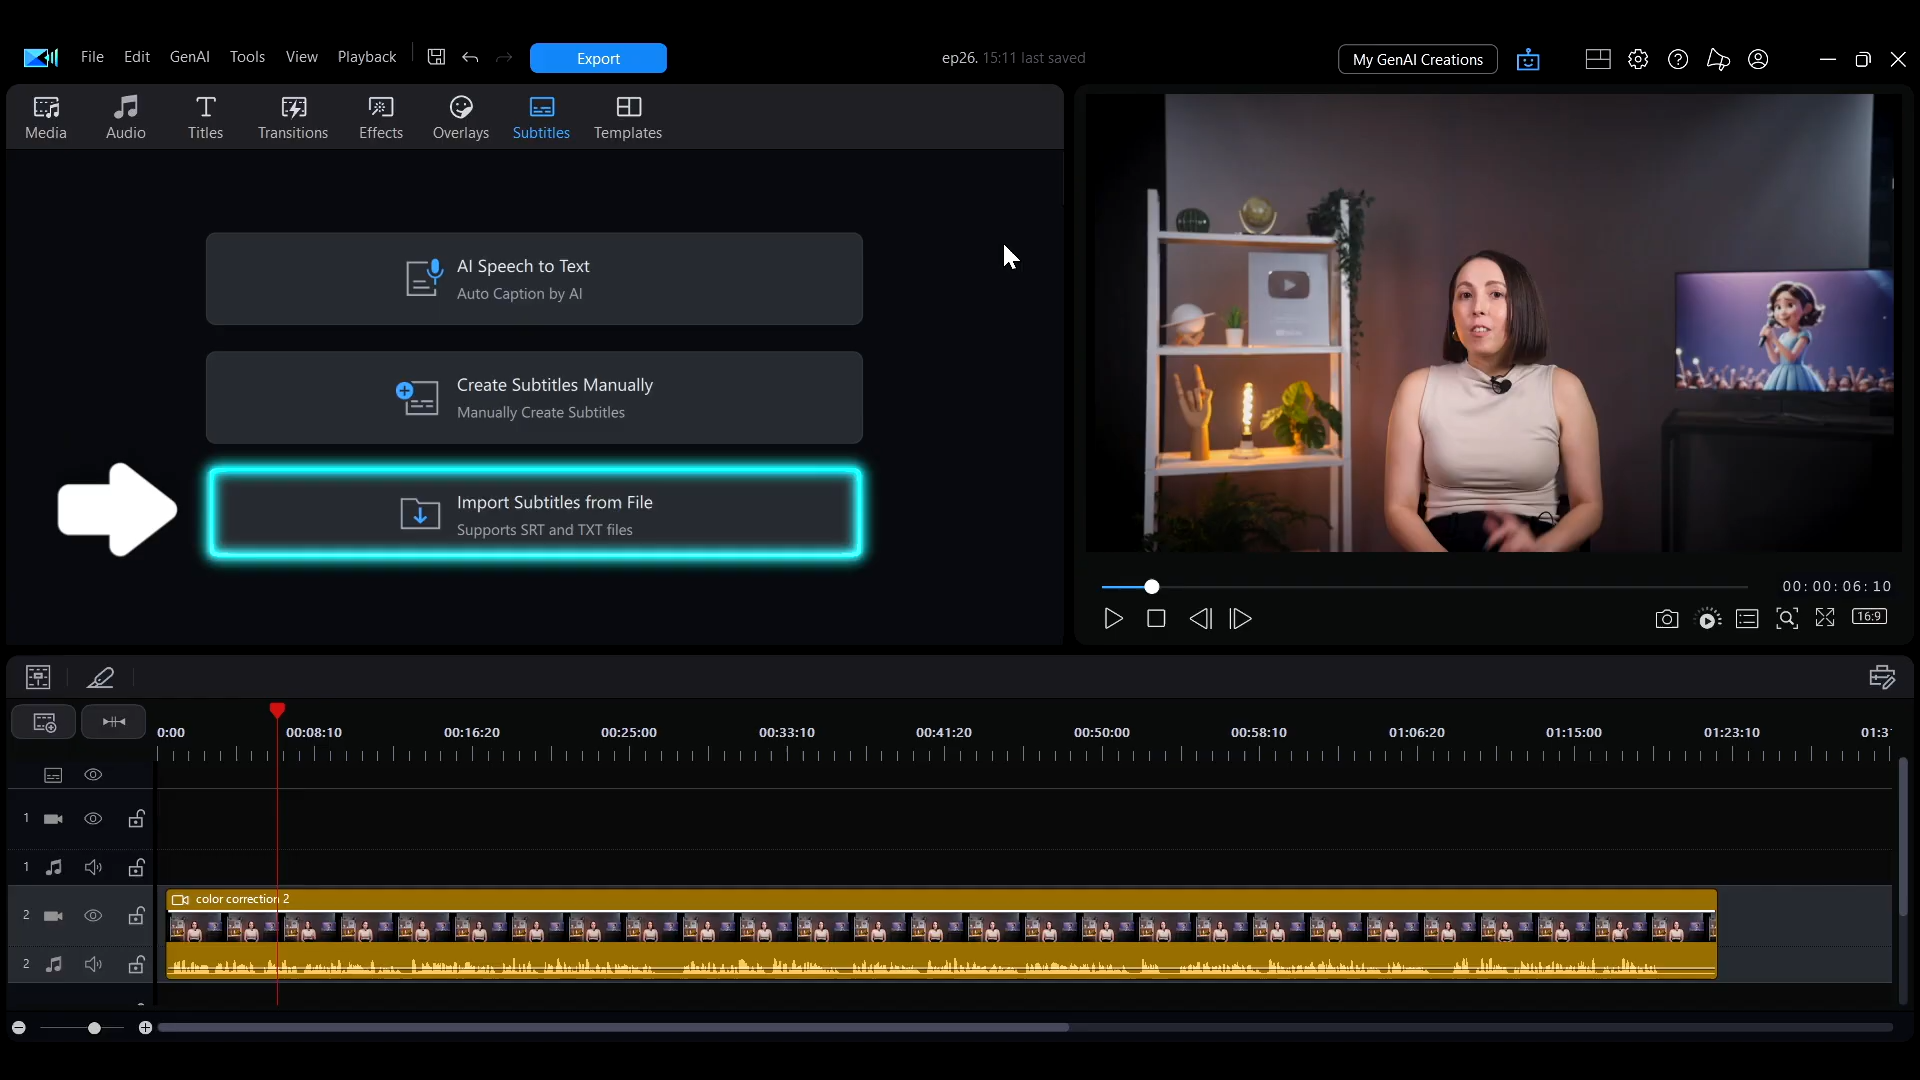 File Edit GenAI Tools View Playback Export ep26. 15:11 last saved My GenAI Creations
Media Audio Titles Transitions Effects Overlays Subtitles Templates
AI Speech to Text
Auto Caption by AI
Create Subtitles Manually
Manually Create Subtitles
Import Subtitles from File
Supports SRT and TXT files
00:00:06:10
16:9
0:00 00:08:10 00:16:20 00:25:00 00:33:10 00:41:20 00:50:00 00:58:10 01:06:20 01:15:00 01:23:10 01:3
1
1
2
color correction 2
2